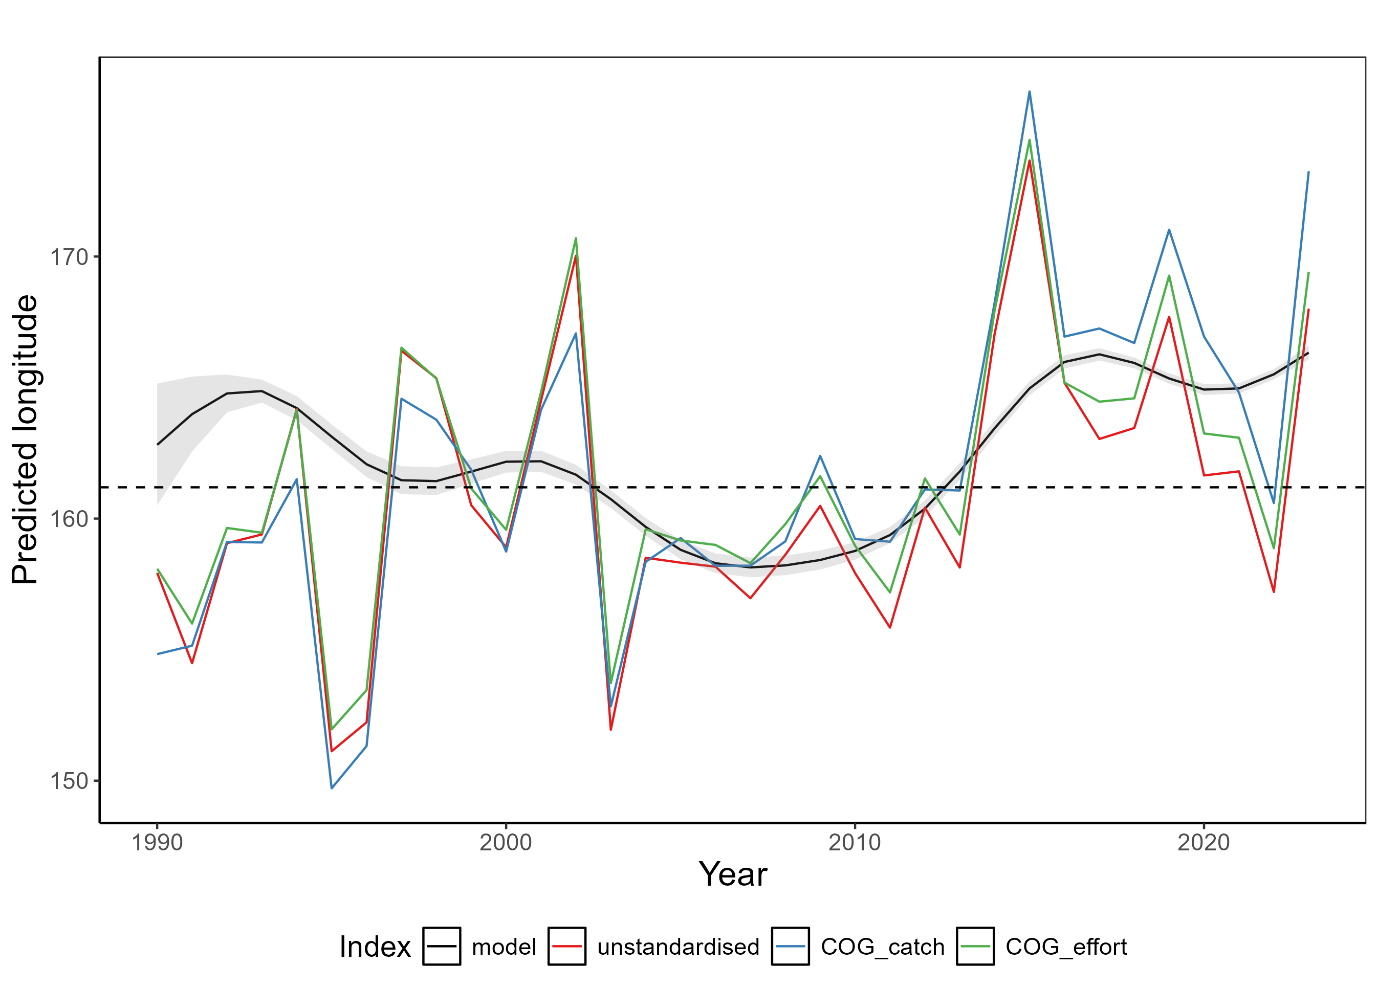 Predicted longitude
170
160
150
1990 2000 2010 2020
Year
Index model unstandardised COG_catch COG_effort